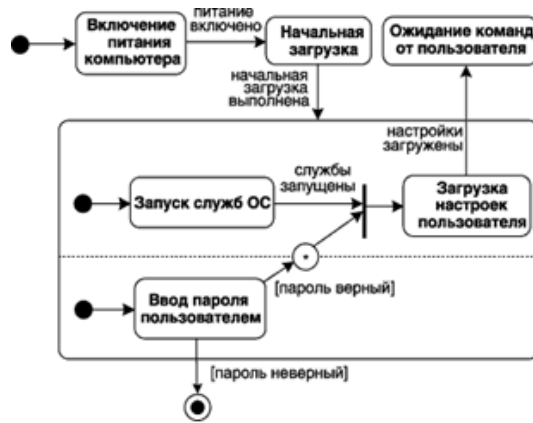 Включение
питания
компьютера
питание
включено
Начальная
загрузка
Ожидание команд
от пользователя
начальная
загрузка
выполнена
настройки
загружены
Запуск служб ОС
службы
запущены
Загрузка
настроек
пользователя
*
Ввод пароля
пользователем
[пароль верный]
[пароль неверный]